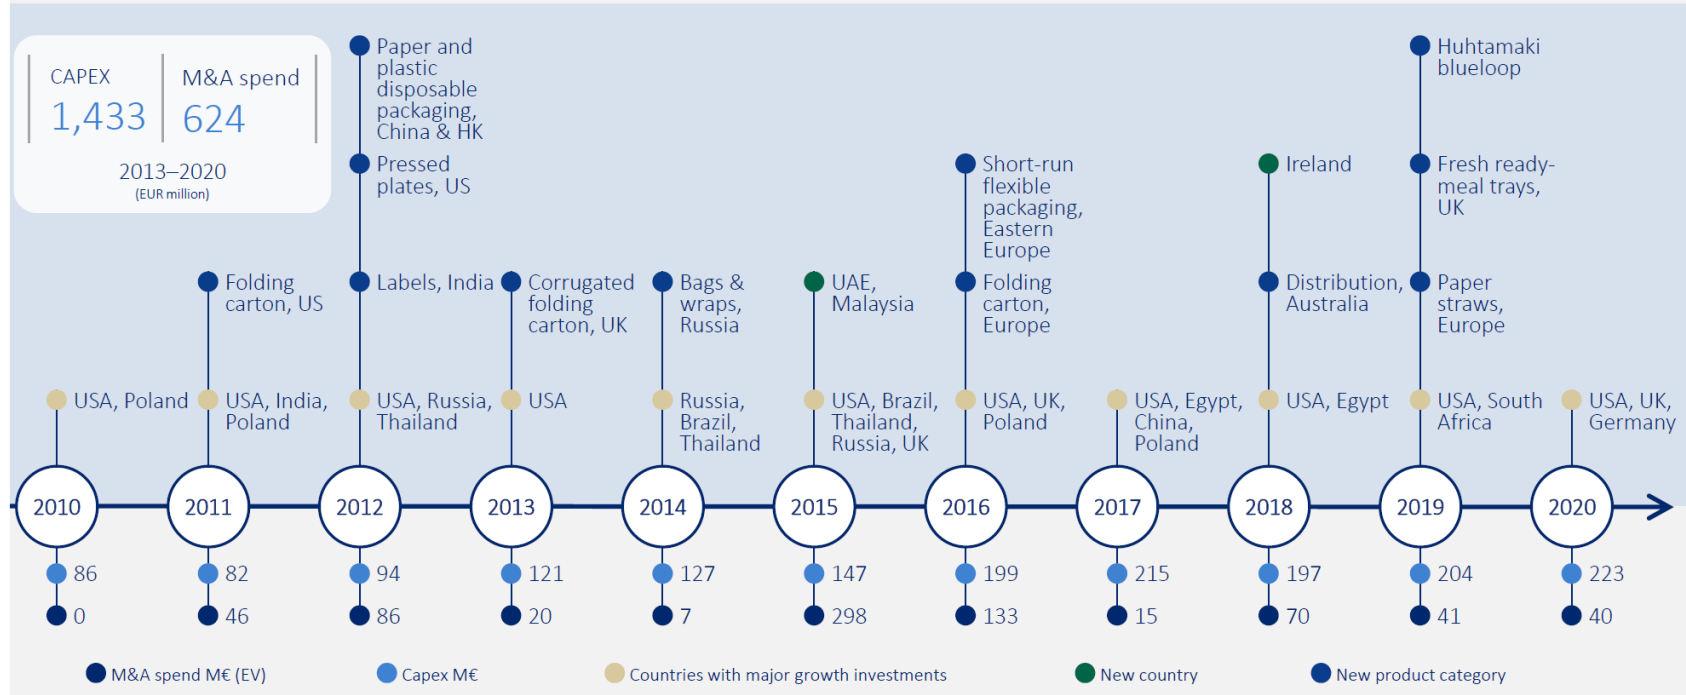 CAPEX
1,433
M&A spend
624
2013–2020
(EUR million)
Paper and
plastic
disposable
packaging,
China & HK
Pressed
plates, US
Huhtamaki
blueloop
Short-run
flexible
packaging,
Eastern
Europe
Ireland
Fresh ready-
meal trays,
UK
Folding
carton, US
Labels, India
Corrugated
folding
carton, UK
Bags &
wraps,
Russia
UAE,
Malaysia
Folding
carton,
Europe
Distribution,
Australia
Paper
straws,
Europe
USA, Poland
USA, India,
Poland
USA, Russia,
Thailand
USA
Russia,
Brazil,
Thailand
USA, Brazil,
Thailand,
Russia, UK
USA, UK,
Poland
USA, Egypt,
China,
Poland
USA, Egypt
USA, South
Africa
USA, UK,
Germany
2010
2011
2012
2013
2014
2015
2016
2017
2018
2019
2020
86
82
94
121
127
147
199
215
197
204
223
0
46
86
20
7
298
133
15
70
41
40
M&A spend M€ (EV)
Capex M€
Countries with major growth investments
New country
New product category